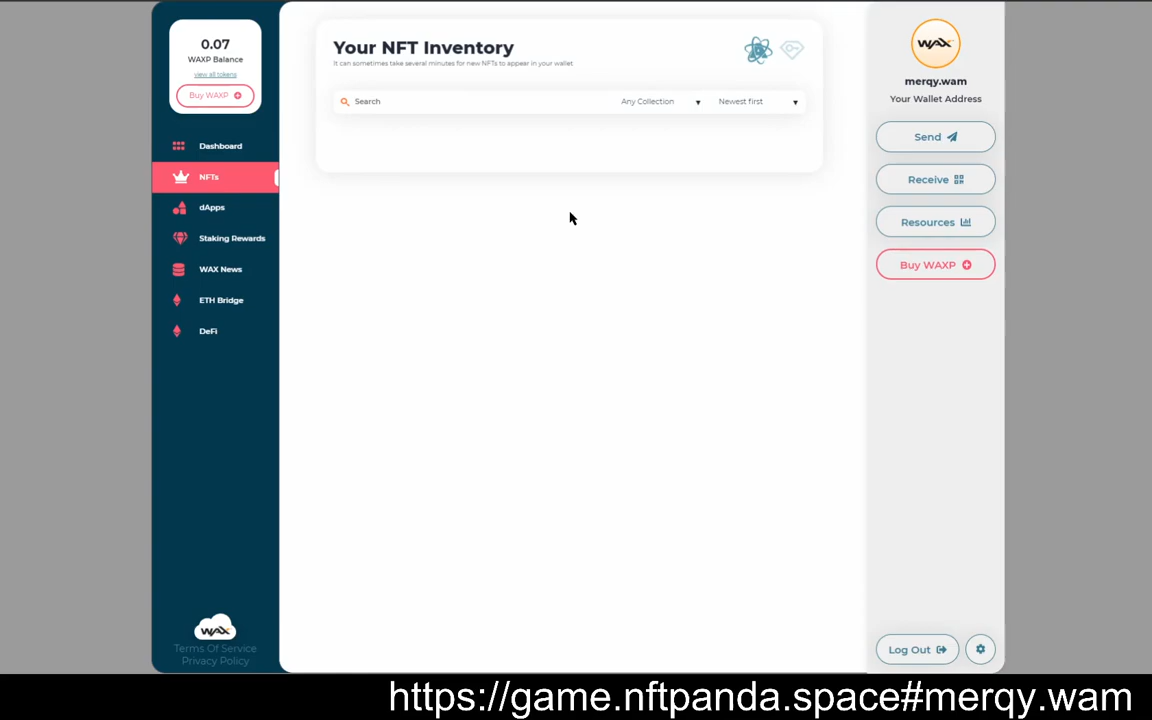 0.07
WAXP Balance
view all tokens
Buy WAXP
Dashboard
NFTs
dApps
Staking Rewards
WAX News
ETH Bridge
DeFi
WAX
Terms Of Service
Privacy Policy
Your NFT Inventory
It can sometimes take several minutes for new NFTs to appear in your wallet
Search
Any Collection
Newest first
WAX
merqy.wam
Your Wallet Address
Send
Receive
Resources
Buy WAXP
Log Out
https://game.nftpanda.space#merqy.wam